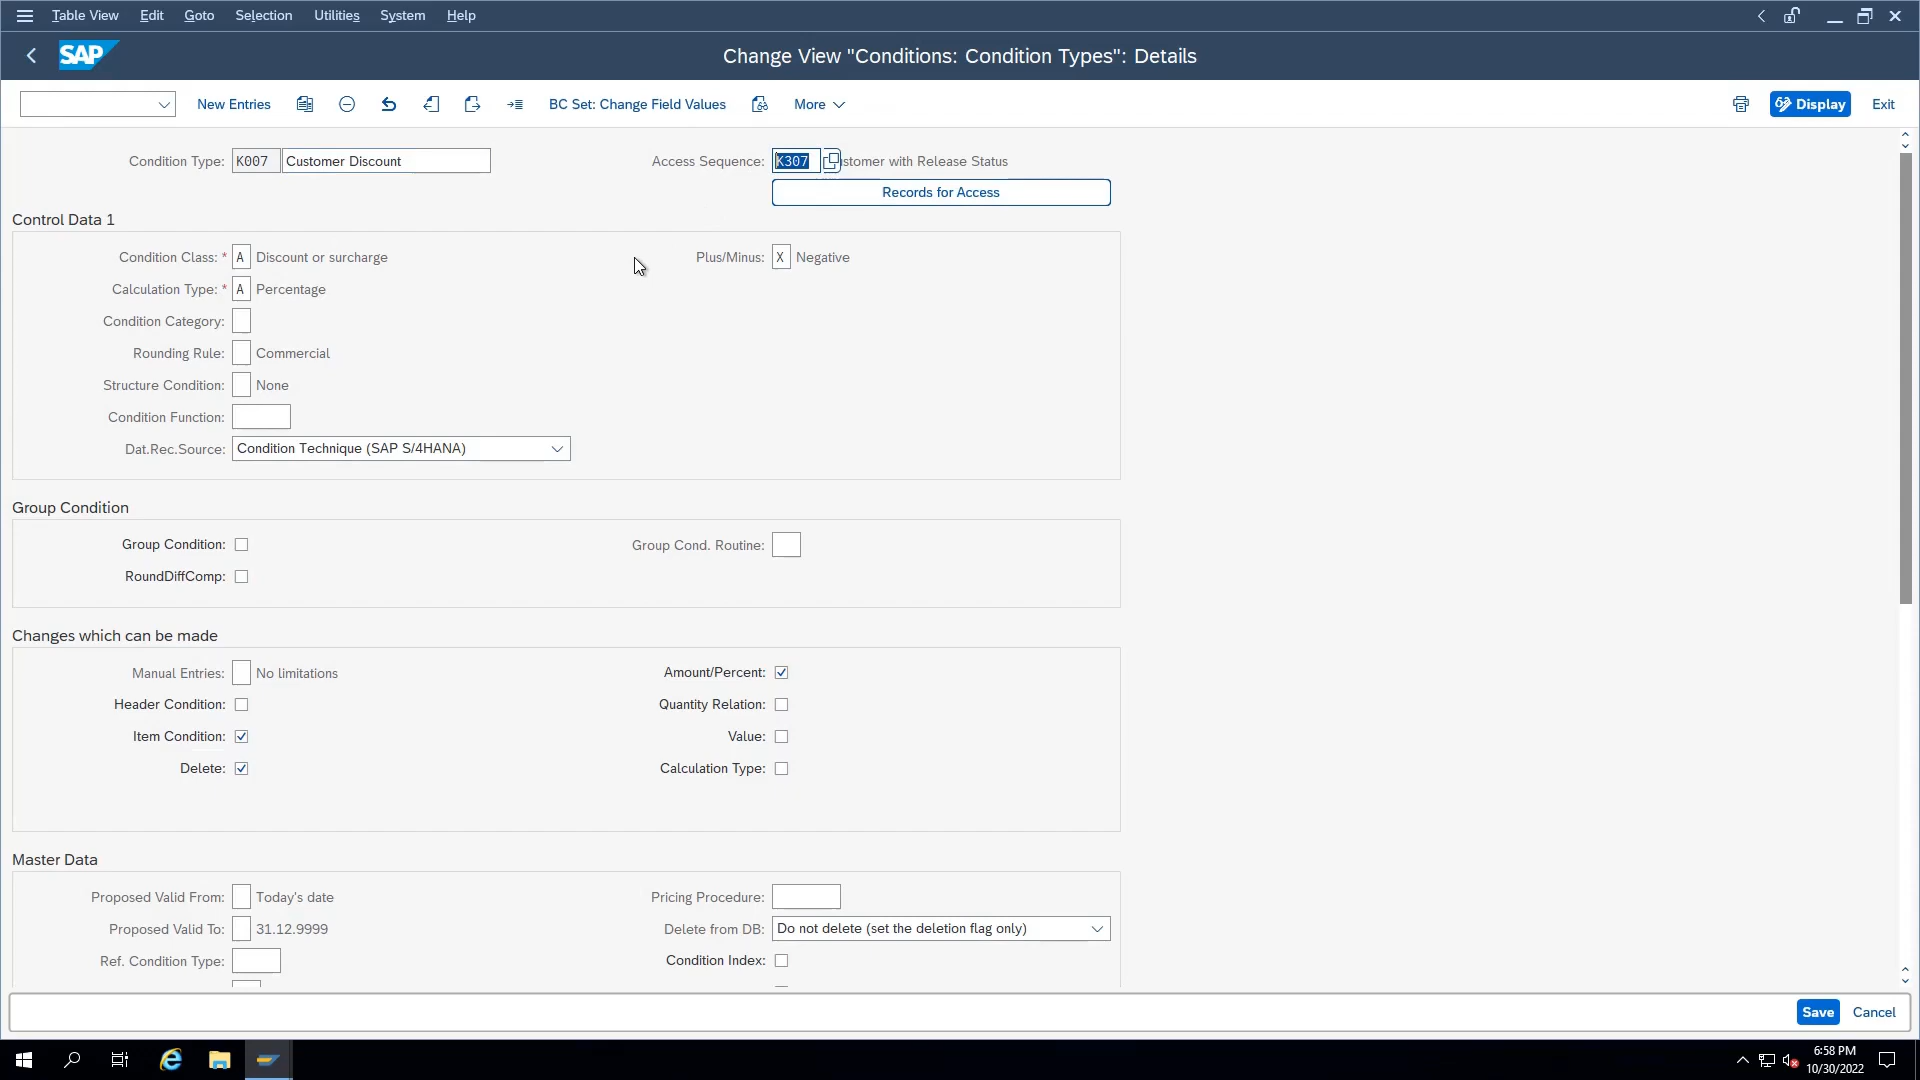 Table View Edit Goto Selection Utilities System Help
SAP Change View "Conditions: Condition Types": Details
New Entries BC Set: Change Field Values More Display Exit
Condition Type: K007 Customer Discount Access Sequence: K307 stomer with Release Status
Records for Access
Control Data 1
Condition Class: * A Discount or surcharge Plus/Minus: X Negative
Calculation Type: * A Percentage
Condition Category:
Rounding Rule: Commercial
Structure Condition: None
Condition Function:
Dat.Rec.Source: Condition Technique (SAP S/4HANA)
Group Condition
Group Condition: Group Cond. Routine:
RoundDiffComp:
Changes which can be made
Manual Entries: No limitations Amount/Percent:
Header Condition: Quantity Relation:
Item Condition: Value:
Delete: Calculation Type:
Master Data
Proposed Valid From: Today's date Pricing Procedure:
Proposed Valid To: 31.12.9999 Delete from DB: Do not delete (set the deletion flag only)
Ref. Condition Type: Condition Index:
Save Cancel
6:58 PM
10/30/2022